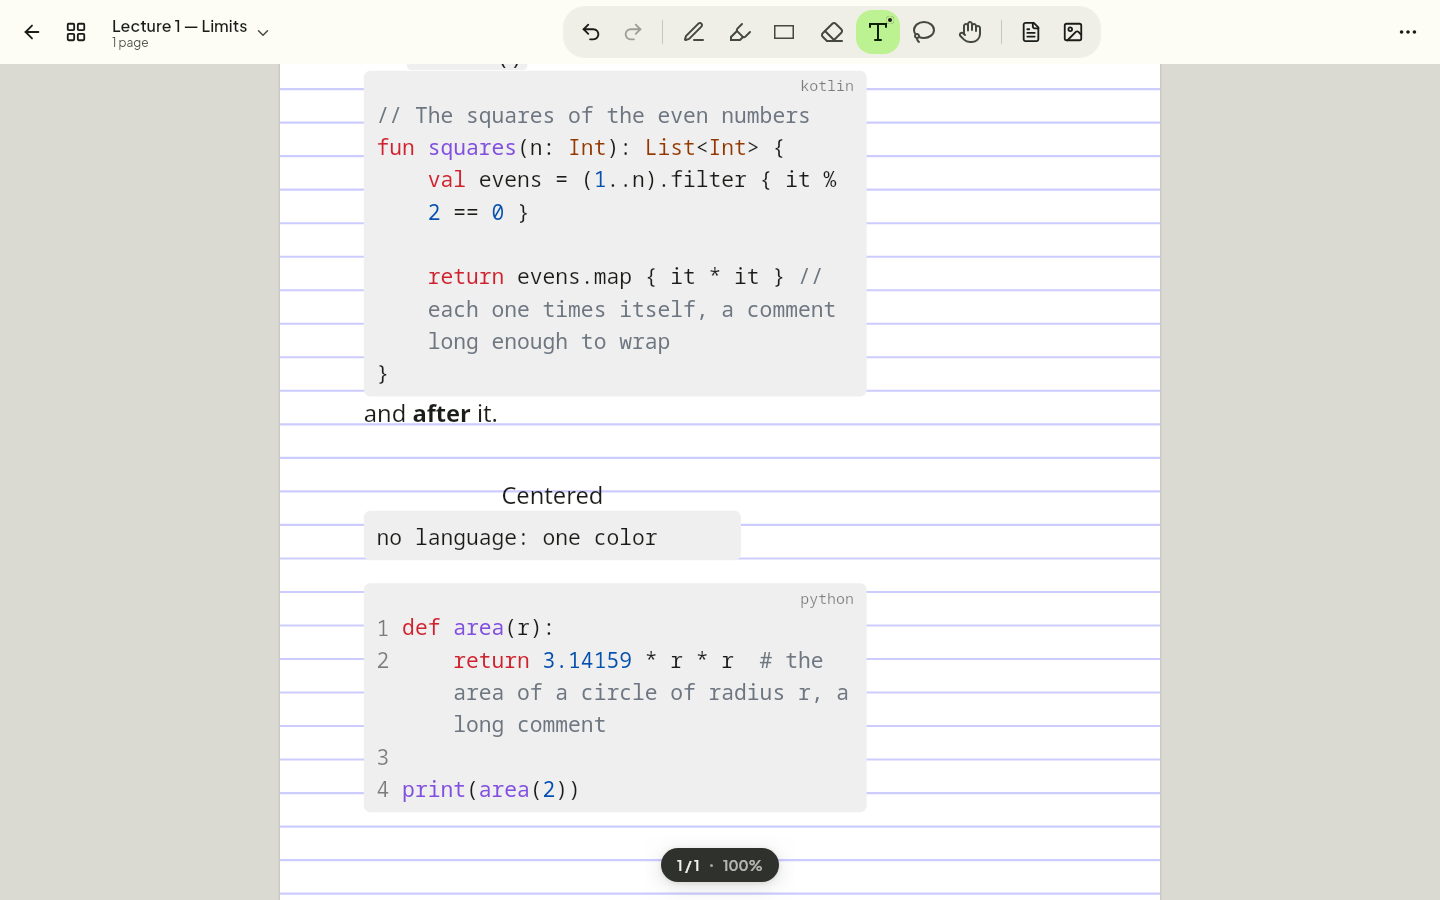 Lecture 1 — Limits
1 page
kotlin
// The squares of the even numbers
fun squares(n: Int): List<Int> {
    val evens = (1..n).filter { it %
    2 == 0 }
    return evens.map { it * it } //
    each one times itself, a comment
    long enough to wrap
}
and after it.
Centered
no language: one color
python
1 def area(r):
2     return 3.14159 * r * r  # the
      area of a circle of radius r, a
      long comment
3
4 print(area(2))
1/1 · 100%